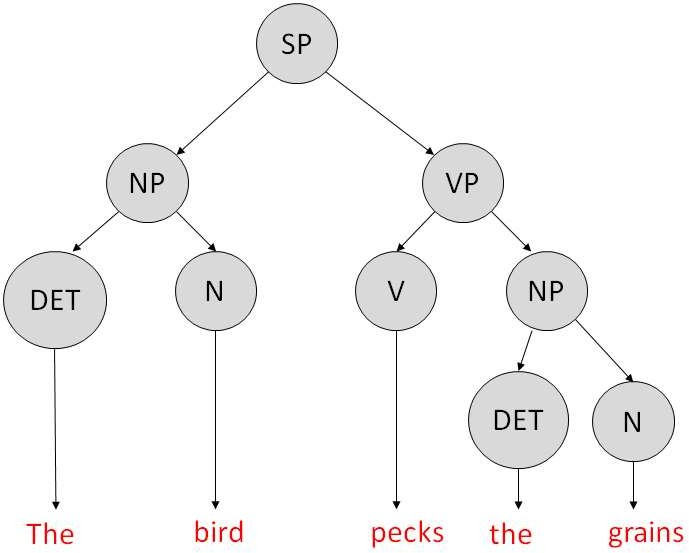 SP
NP VP
DET N V NP
DET N
The bird pecks the grains